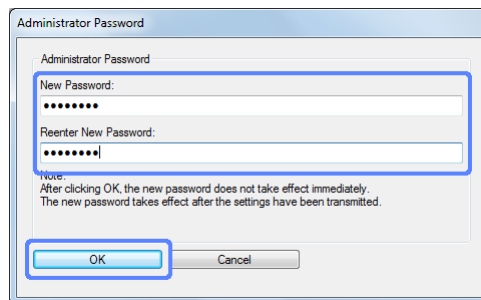 Administrator Password
Administrator Password
New Password:
●●●●●●●●
Reenter New Password:
●●●●●●●●
Note:
After clicking OK, the new password does not take effect immediately.
The new password takes effect after the settings have been transmitted.
OK Cancel